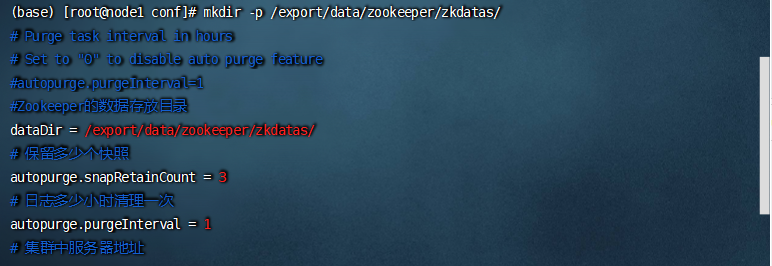 (base) [root@node1 conf]# mkdir -p /export/data/zookeeper/zkdatas/
# Purge task interval in hours
# Set to "0" to disable auto purge feature
#autopurge.purgeInterval=1
#Zookeeper的数据存放目录
dataDir = /export/data/zookeeper/zkdatas/
# 保留多少个快照
autopurge.snapRetainCount = 3
# 日志多少小时清理一次
autopurge.purgeInterval = 1
# 集群中服务器地址